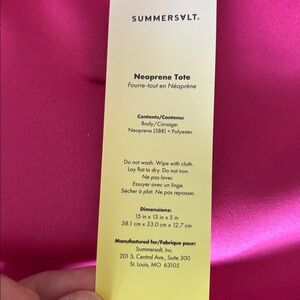 SUMMERSALT.
Neoprene Tote
Fourre-tout en Néoprène
Contents/Contenu:
Body/Corsage:
Neoprene (SBR) + Polyester
Do not wash. Wipe with cloth.
Lay flat to dry. Do not iron.
Ne pas laver.
Essuyer avec un linge.
Sécher à plat. Ne pas repasser.
Dimensions:
15 in x 13 in x 5 in
38.1 cm x 33.0 cm x 12.7 cm
Manufactured for/Fabrique pour:
Summersalt, Inc.
201 S. Central Ave., Suite 300
St. Louis, MO 63105